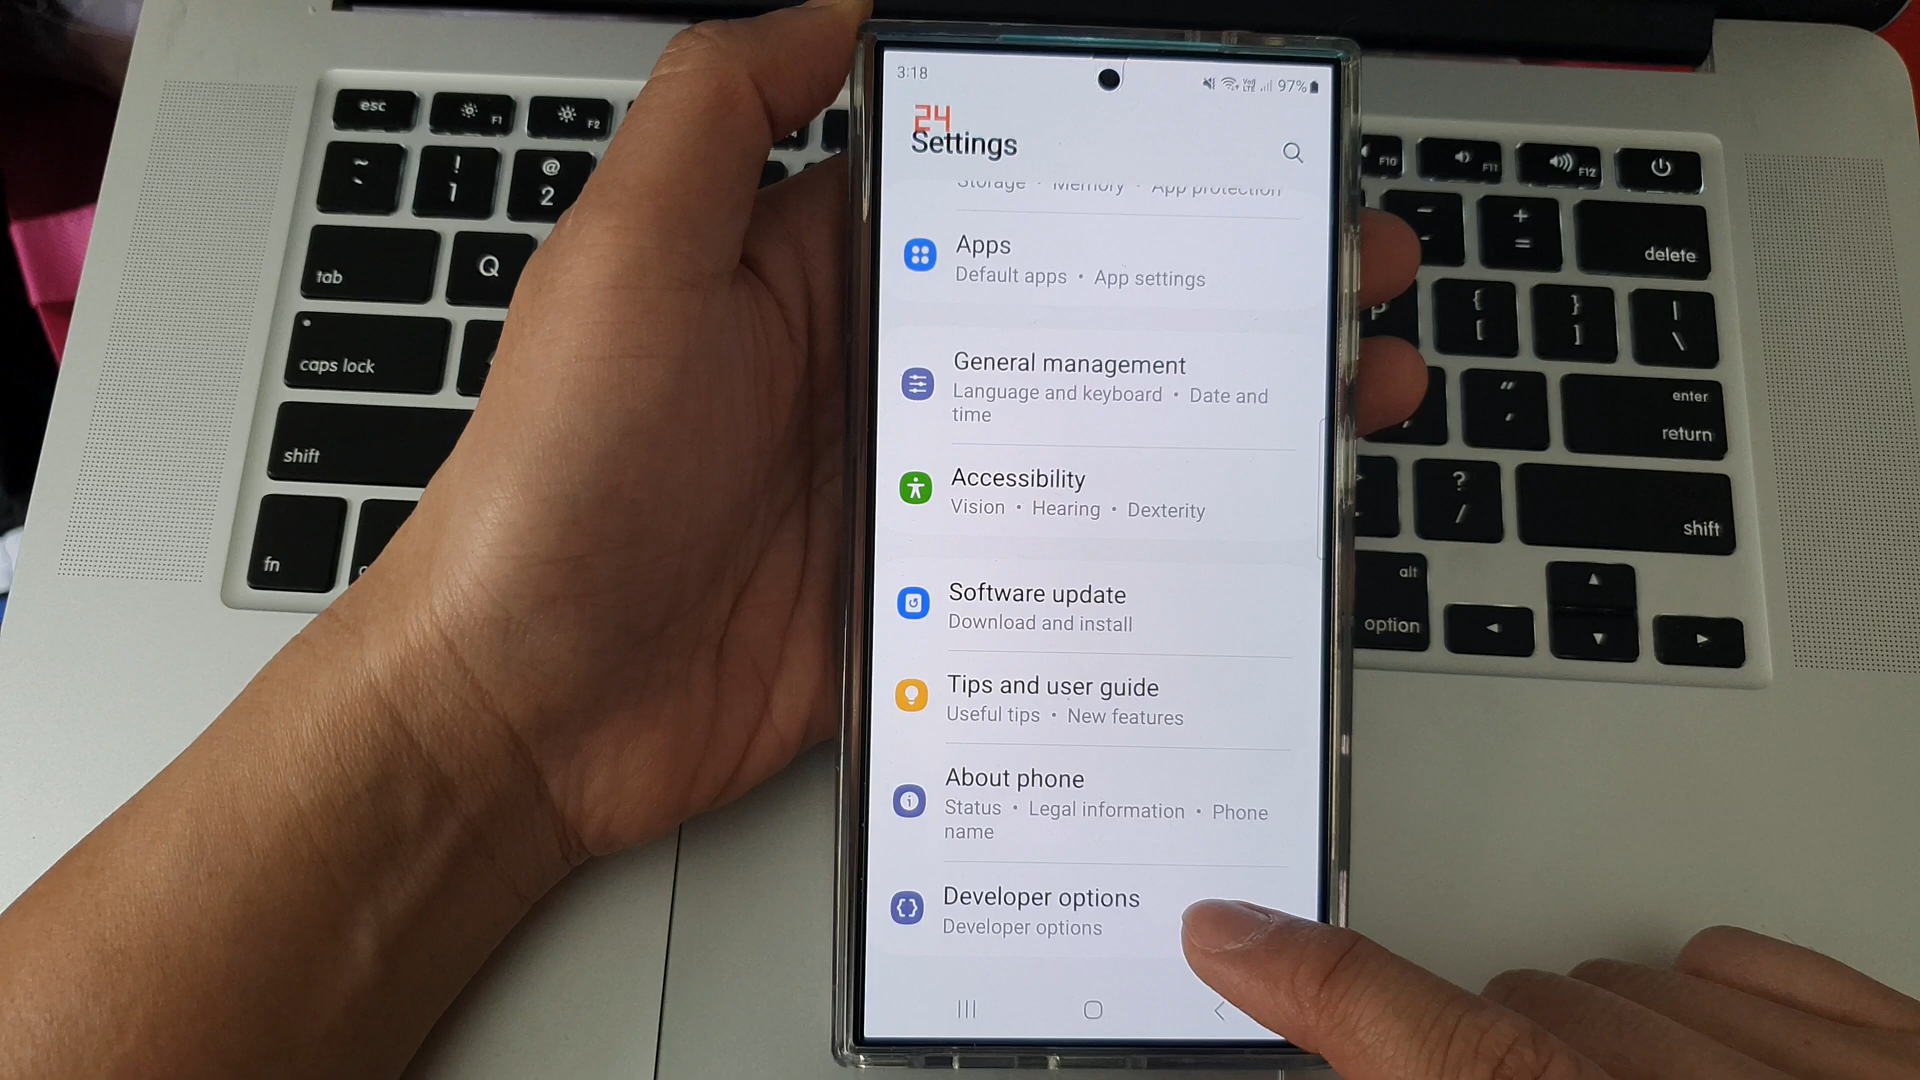 3:18
97%
24
Settings
Storage • Memory • App protection
Apps
Default apps • App settings
General management
Language and keyboard • Date and
time
Accessibility
Vision • Hearing • Dexterity
Software update
Download and install
Tips and user guide
Useful tips • New features
About phone
Status • Legal information • Phone
name
Developer options
Developer options
esc
F1
F2
~
`
!
1
@
2
tab
Q
caps lock
shift
fn
F10
F11
F12
-
+
=
delete
P
{
[
}
]
|
\
"
'
enter
return
?
/
shift
alt
option